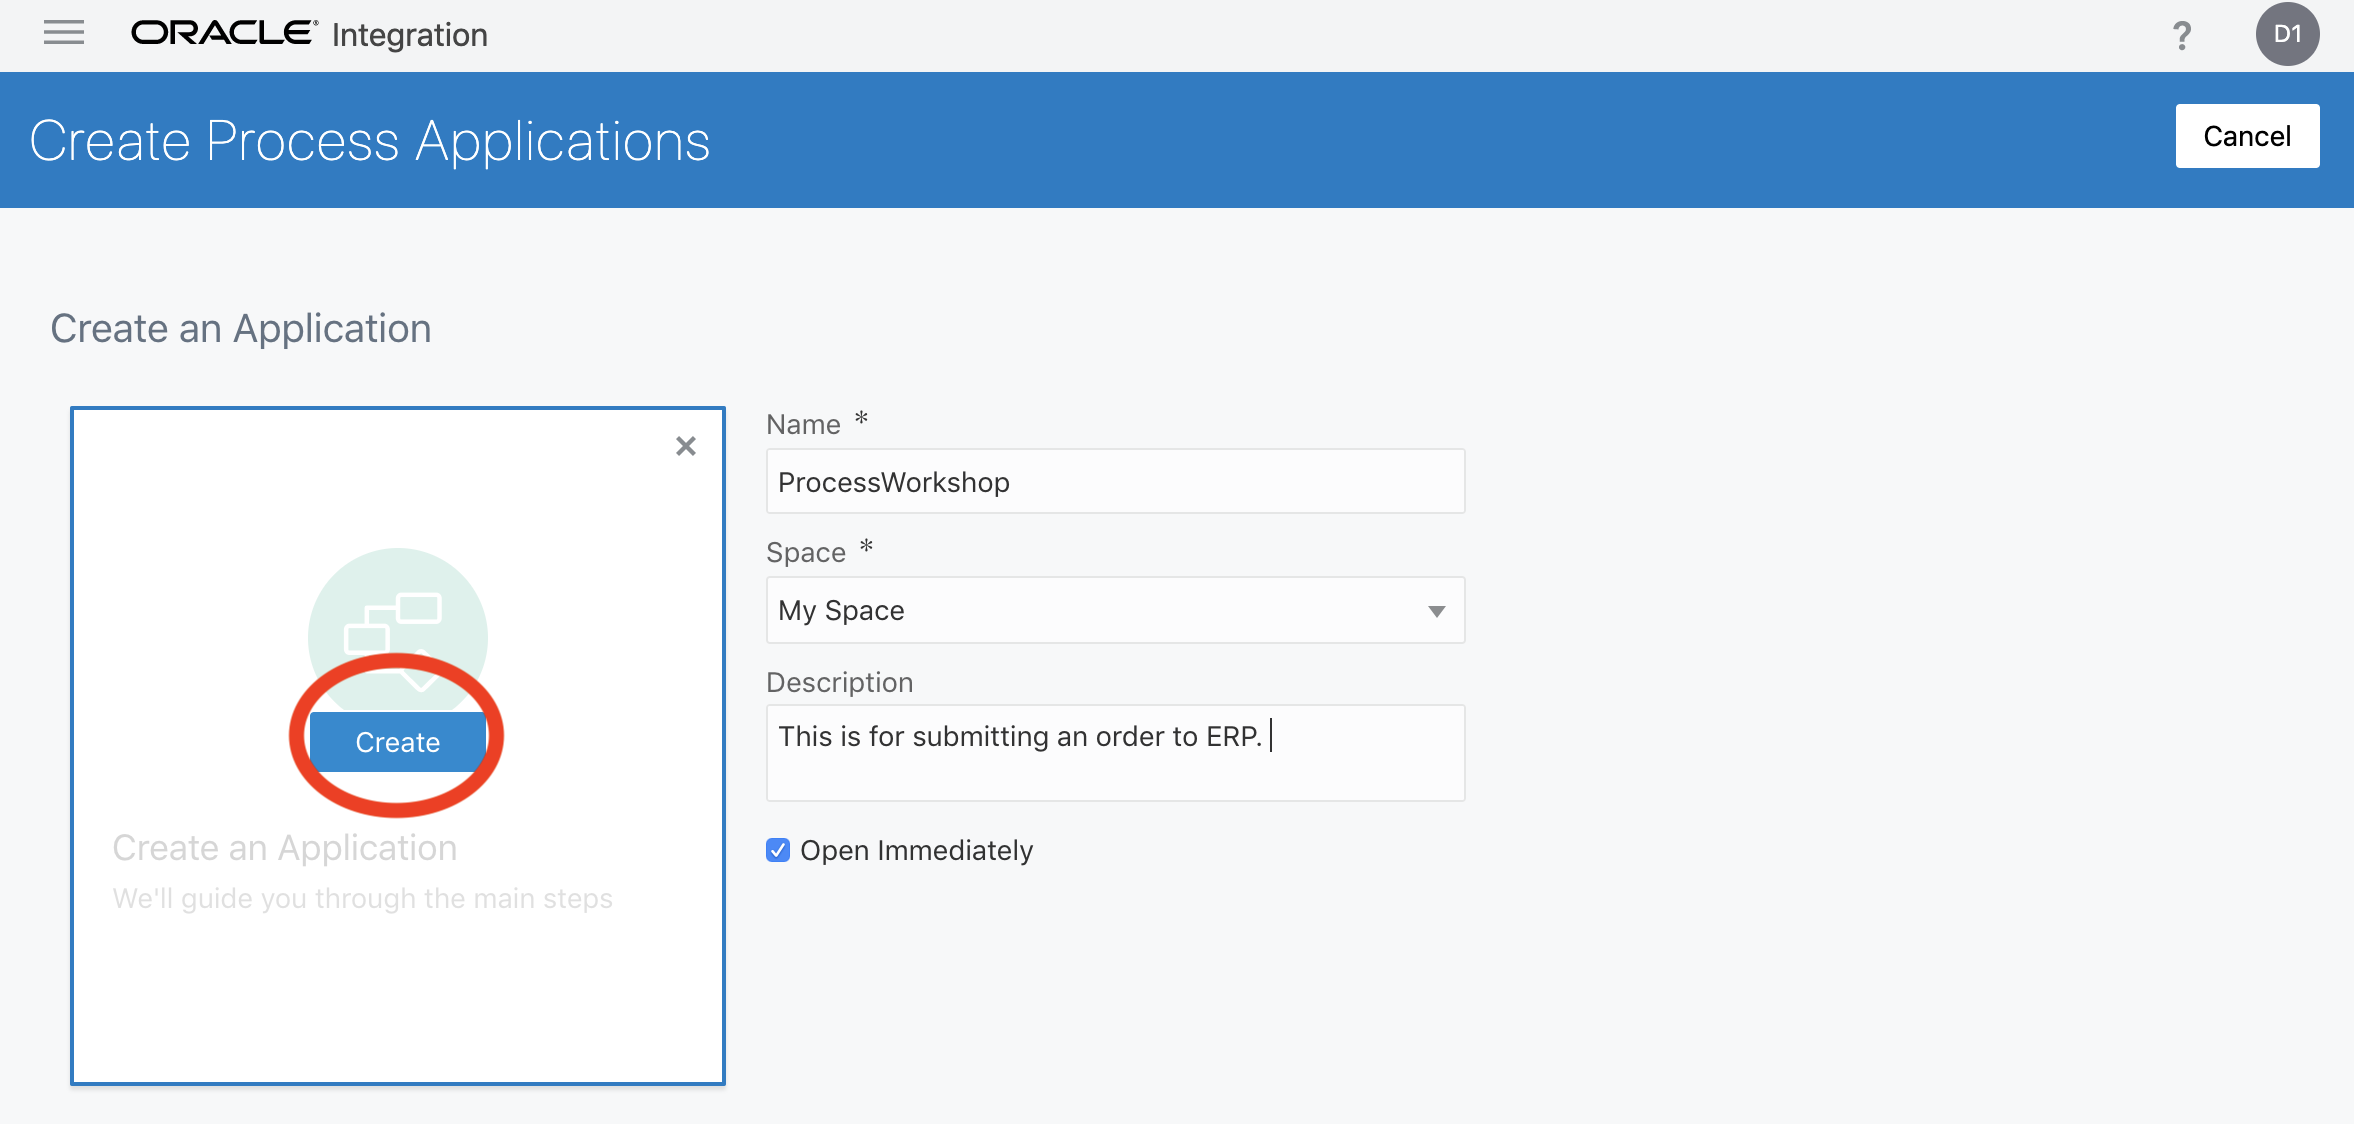 ORACLE® Integration
?
D1
Create Process Applications
Cancel
Create an Application
Name *
ProcessWorkshop
Space *
My Space
Description
This is for submitting an order to ERP.
Open Immediately
Create
Create an Application
We'll guide you through the main steps